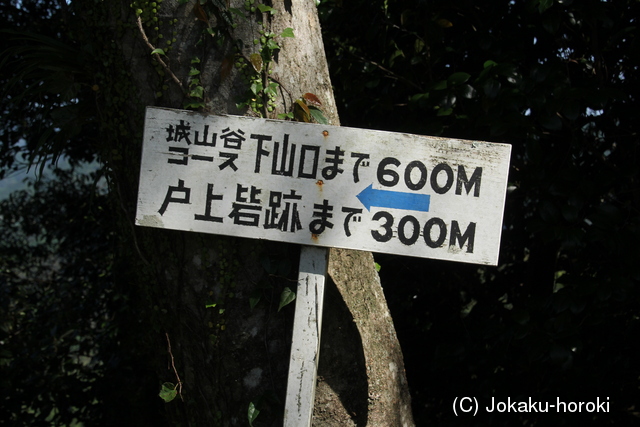 城山谷コース下山口まで 600M
戸上砦跡まで 300M
(C) Jokaku-horoki